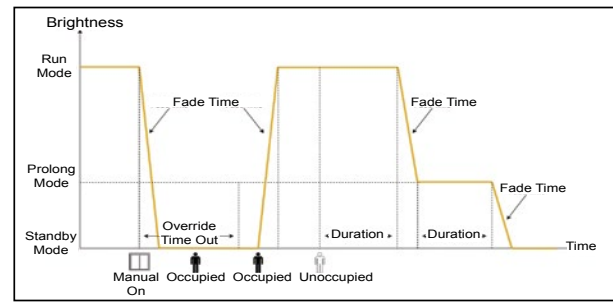 Brightness
Run
Mode
Fade Time
Fade Time
Prolong
Mode
Fade Time
Override
Time Out
Duration
Duration
Standby
Mode
Time
Manual
On
Occupied
Occupied
Unoccupied